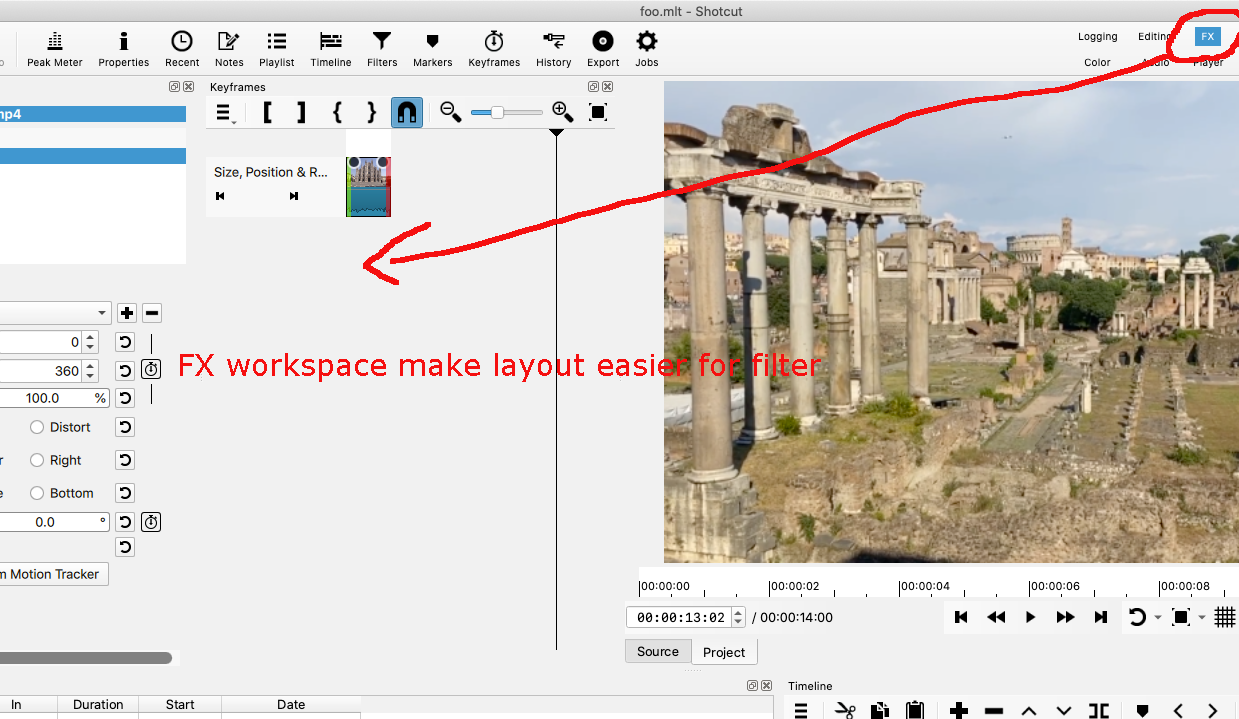 foo.mlt - Shotcut
Peak Meter
Properties
Recent
Notes
Playlist
Timeline
Filters
Markers
Keyframes
History
Export
Jobs
Logging
Editing
FX
Color
Audio
Player
Keyframes
mp4
Size, Position & R...
0
360
FX workspace make layout easier for filter
100.0 %
Distort
Right
Bottom
0.0 °
Motion Tracker
00:00:00
00:00:02
00:00:04
00:00:06
00:00:08
00:00:13:02 / 00:00:14:00
Source
Project
Timeline
In
Duration
Start
Date